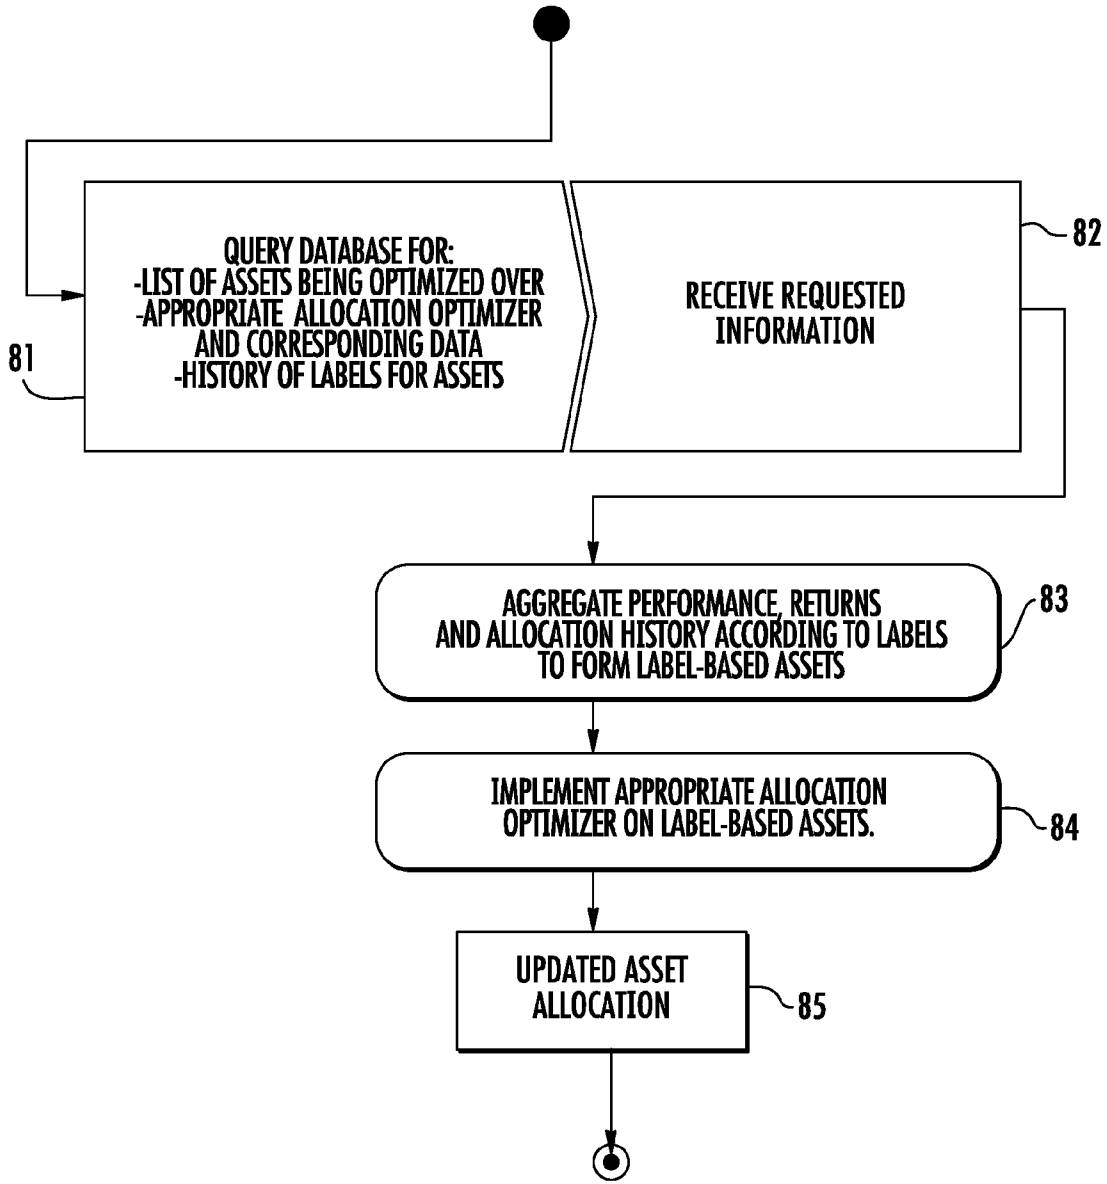 QUERY DATABASE FOR:
-LIST OF ASSETS BEING OPTIMIZED OVER
-APPROPRIATE ALLOCATION OPTIMIZER
AND CORRESPONDING DATA
-HISTORY OF LABELS FOR ASSETS
81
RECEIVE REQUESTED
INFORMATION
82
AGGREGATE PERFORMANCE, RETURNS
AND ALLOCATION HISTORY ACCORDING TO LABELS
TO FORM LABEL-BASED ASSETS
83
IMPLEMENT APPROPRIATE ALLOCATION
OPTIMIZER ON LABEL-BASED ASSETS.
84
UPDATED ASSET
ALLOCATION
85